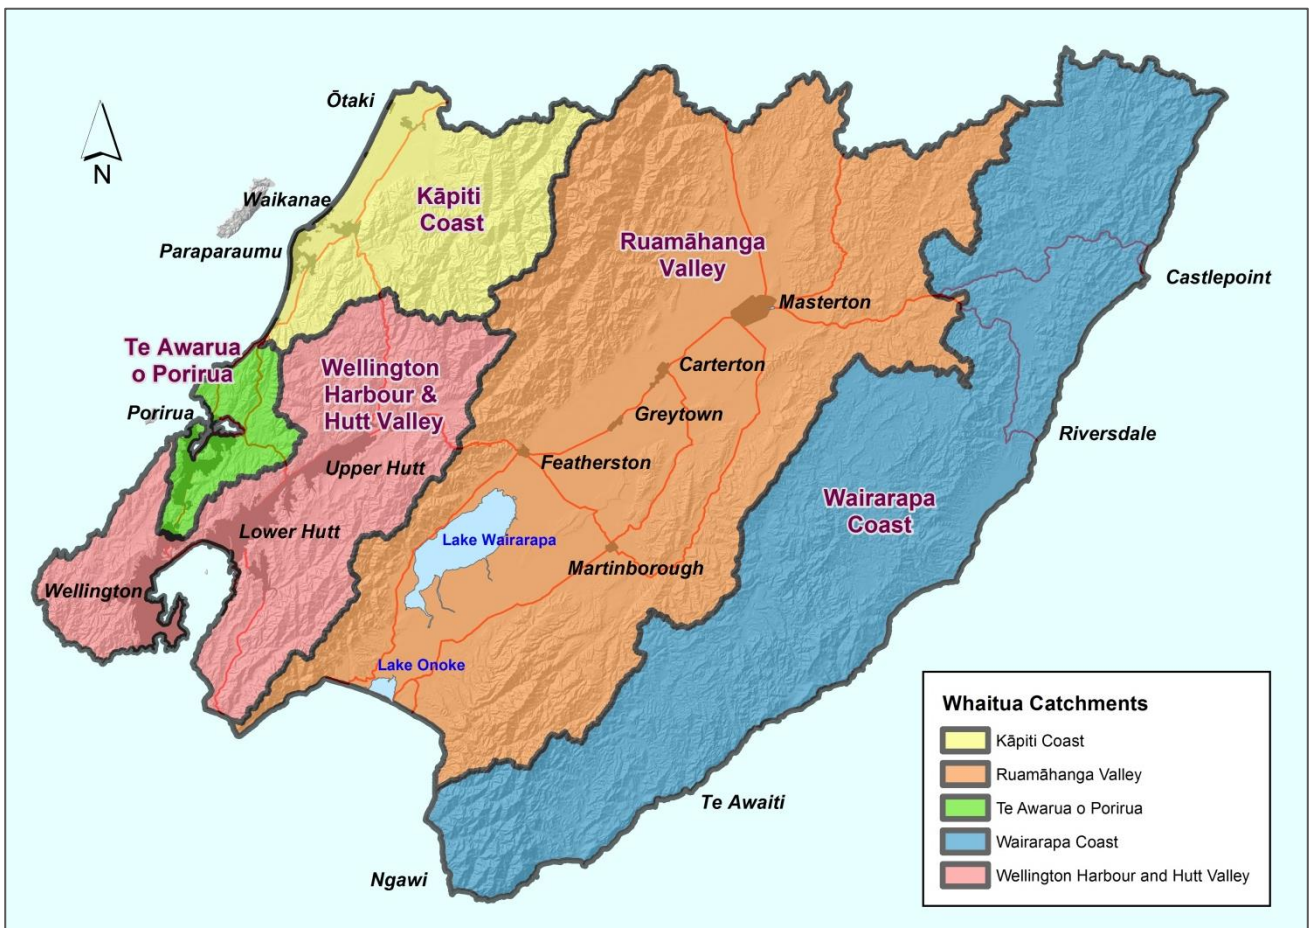 Ōtaki
N
Waikanae
Paraparaumu
Kāpiti
Coast
Ruamāhanga
Valley
Masterton
Castlepoint
Te Awarua
o Porirua
Porirua
Wellington
Harbour &
Hutt Valley
Carterton
Greytown
Upper Hutt
Featherston
Riversdale
Wairarapa
Coast
Lower Hutt
Lake Wairarapa
Martinborough
Wellington
Lake Onoke
Te Awaiti
Ngawi
Whaitua Catchments
Kāpiti Coast
Ruamāhanga Valley
Te Awarua o Porirua
Wairarapa Coast
Wellington Harbour and Hutt Valley